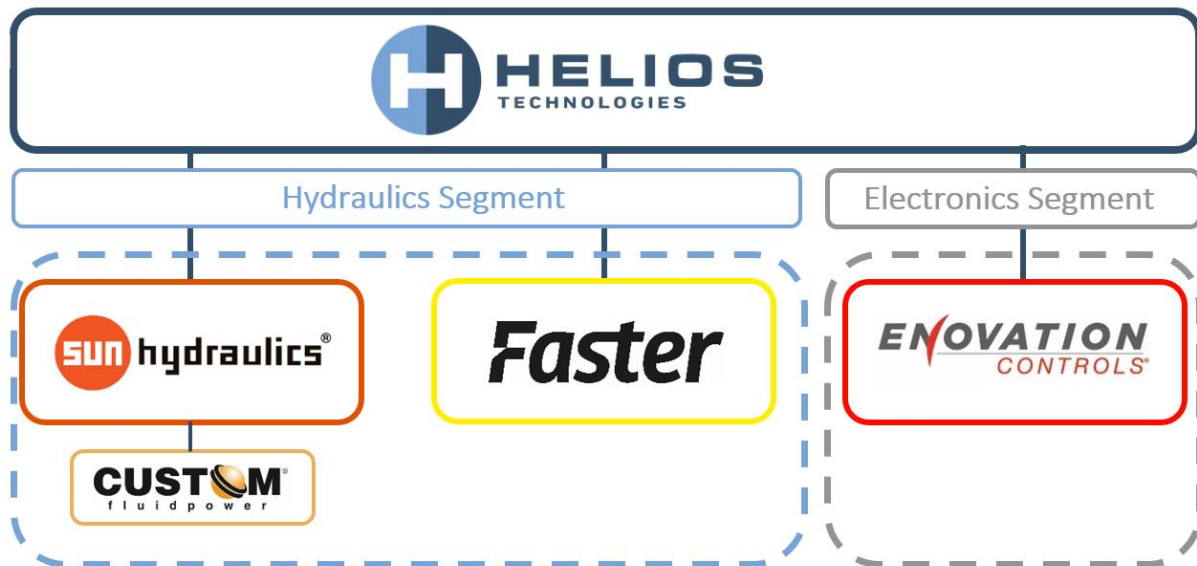 HELIOS
TECHNOLOGIES
Hydraulics Segment
Electronics Segment
sun hydraulics®
Faster
ENOVATION
CONTROLS®
CUSTOM®
fluidpower